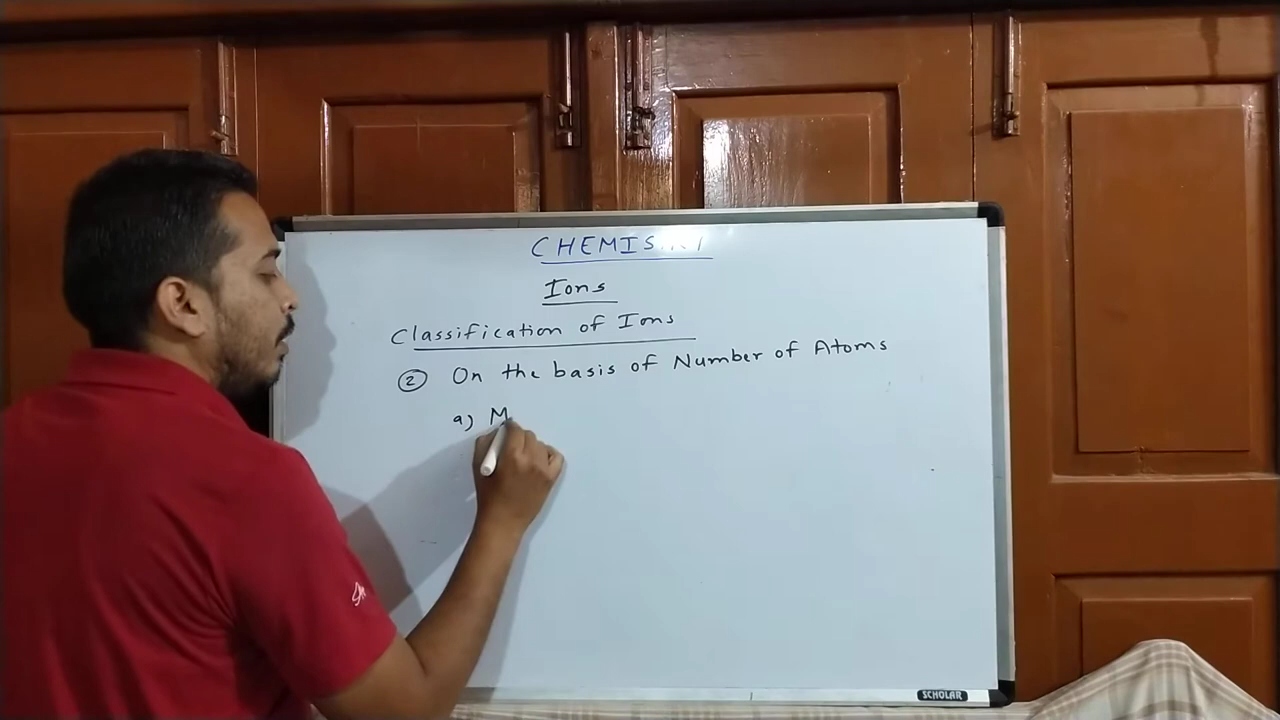 CHEMISTRY
Ions
Classification of Ions
② On the basis of Number of Atoms
a) M
SCHOLAR